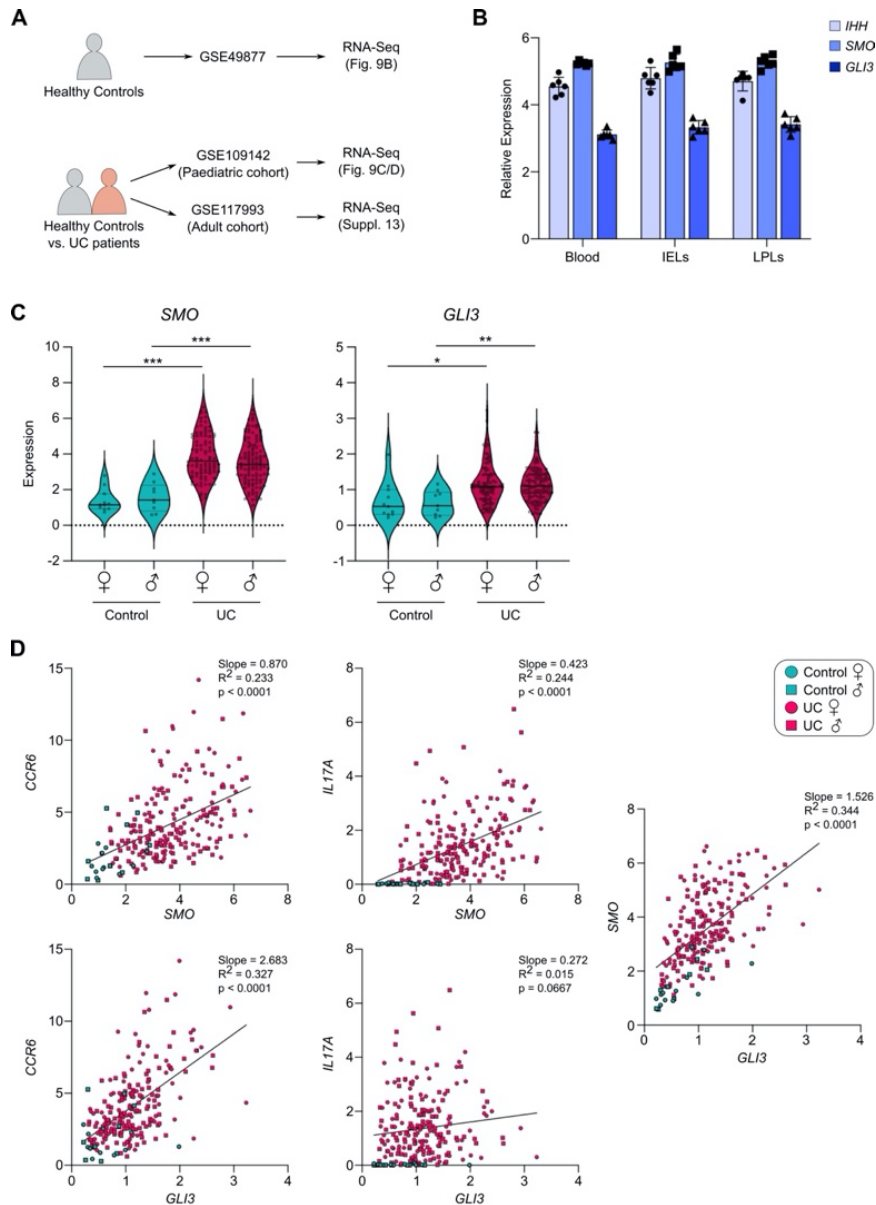 A
Healthy Controls
GSE49877
RNA-Seq
(Fig. 9B)
Healthy Controls
vs. UC patients
GSE109142
(Paediatric cohort)
RNA-Seq
(Fig. 9C/D)
GSE117993
(Adult cohort)
RNA-Seq
(Suppl. 13)
B
Relative Expression
6
4
2
0
Blood
IELs
LPLs
IHH
SMO
GLI3
C
SMO
Expression
10
8
6
4
2
0
-2
***
***
♀ ♂ ♀ ♂
Control UC
GLI3
5
4
3
2
1
0
-1
*
**
♀ ♂ ♀ ♂
Control UC
D
CCR6
15
10
5
0
0 2 4 6 8
SMO
Slope = 0.870
R2 = 0.233
p < 0.0001
IL17A
8
6
4
2
0
0 2 4 6 8
SMO
Slope = 0.423
R2 = 0.244
p < 0.0001
Control ♀
Control ♂
UC ♀
UC ♂
CCR6
15
10
5
0
0 1 2 3 4
GLI3
Slope = 2.683
R2 = 0.327
p < 0.0001
IL17A
8
6
4
2
0
0 1 2 3 4
GLI3
Slope = 0.272
R2 = 0.015
p = 0.0667
SMO
8
6
4
2
0
0 1 2 3 4
GLI3
Slope = 1.526
R2 = 0.344
p < 0.0001